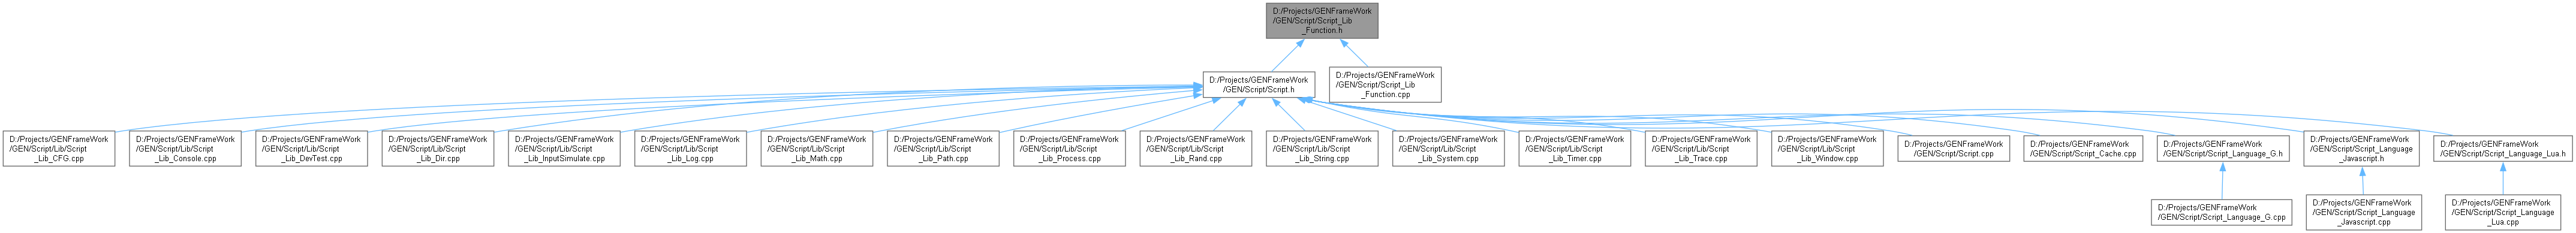 D:/Projects/GENFrameWork
/GEN/Script/Script_Lib
_Function.h
D:/Projects/GENFrameWork
/GEN/Script/Script.h
D:/Projects/GENFrameWork
/GEN/Script/Script_Lib
_Function.cpp
D:/Projects/GENFrameWork
/GEN/Script/Lib/Script
_Lib_CFG.cpp
D:/Projects/GENFrameWork
/GEN/Script/Lib/Script
_Lib_Console.cpp
D:/Projects/GENFrameWork
/GEN/Script/Lib/Script
_Lib_DevTest.cpp
D:/Projects/GENFrameWork
/GEN/Script/Lib/Script
_Lib_Dir.cpp
D:/Projects/GENFrameWork
/GEN/Script/Lib/Script
_Lib_InputSimulate.cpp
D:/Projects/GENFrameWork
/GEN/Script/Lib/Script
_Lib_Log.cpp
D:/Projects/GENFrameWork
/GEN/Script/Lib/Script
_Lib_Math.cpp
D:/Projects/GENFrameWork
/GEN/Script/Lib/Script
_Lib_Path.cpp
D:/Projects/GENFrameWork
/GEN/Script/Lib/Script
_Lib_Process.cpp
D:/Projects/GENFrameWork
/GEN/Script/Lib/Script
_Lib_Rand.cpp
D:/Projects/GENFrameWork
/GEN/Script/Lib/Script
_Lib_String.cpp
D:/Projects/GENFrameWork
/GEN/Script/Lib/Script
_Lib_System.cpp
D:/Projects/GENFrameWork
/GEN/Script/Lib/Script
_Lib_Timer.cpp
D:/Projects/GENFrameWork
/GEN/Script/Lib/Script
_Lib_Trace.cpp
D:/Projects/GENFrameWork
/GEN/Script/Lib/Script
_Lib_Window.cpp
D:/Projects/GENFrameWork
/GEN/Script/Script.cpp
D:/Projects/GENFrameWork
/GEN/Script/Script_Cache.cpp
D:/Projects/GENFrameWork
/GEN/Script/Script_Language_G.h
D:/Projects/GENFrameWork
/GEN/Script/Script_Language
_Javascript.h
D:/Projects/GENFrameWork
/GEN/Script/Script_Language_Lua.h
D:/Projects/GENFrameWork
/GEN/Script/Script_Language_G.cpp
D:/Projects/GENFrameWork
/GEN/Script/Script_Language
_Javascript.cpp
D:/Projects/GENFrameWork
/GEN/Script/Script_Language
_Lua.cpp